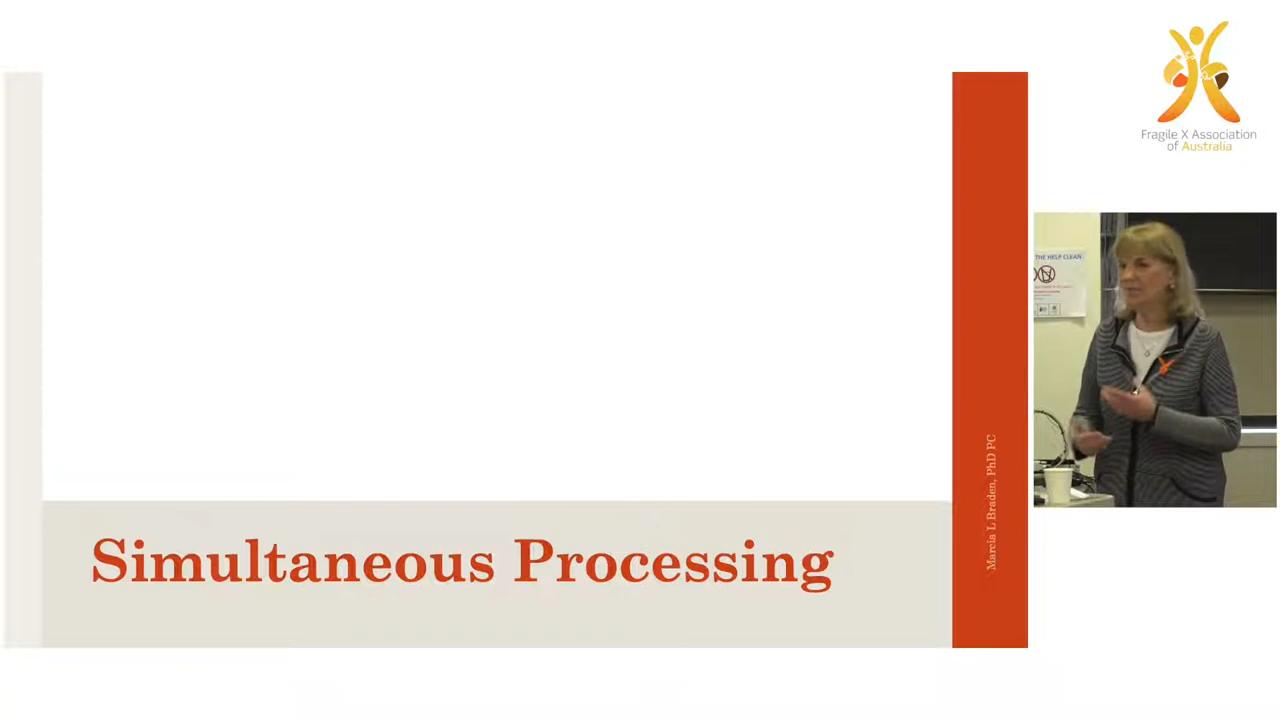 Fragile X Association
of Australia
THE HELP CLEAN
Marcia L Braden, PhD PC
Simultaneous Processing